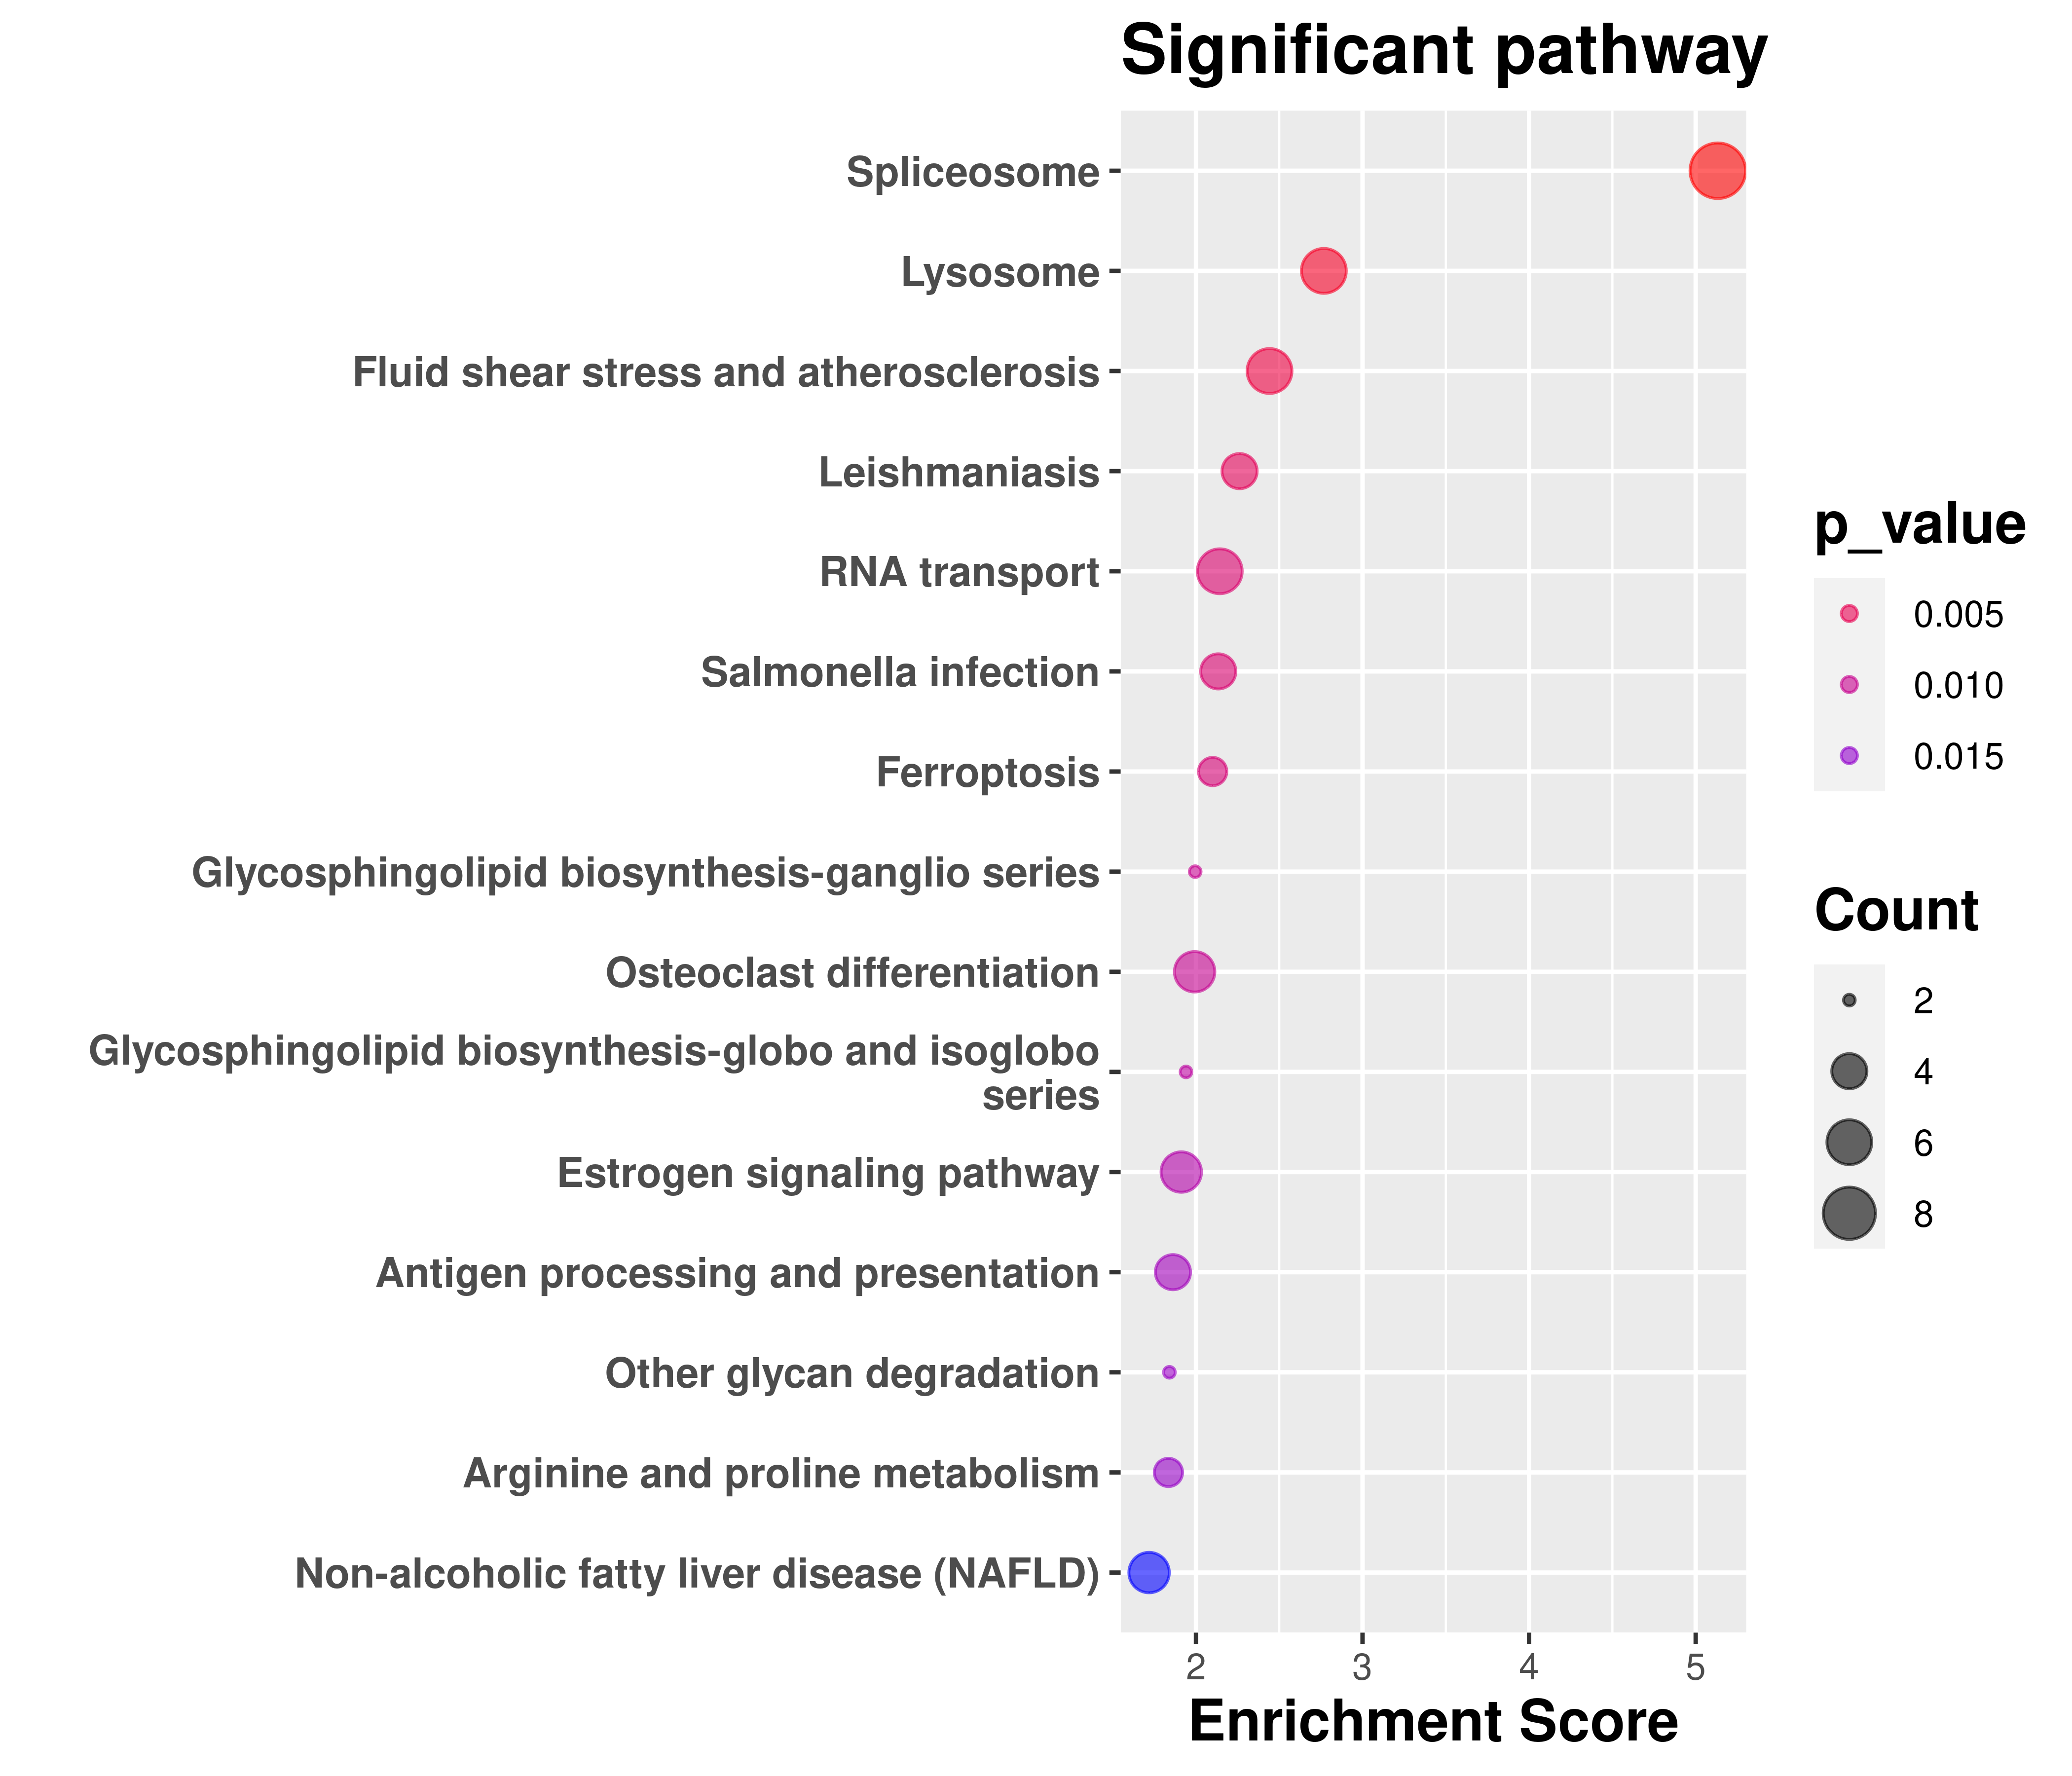 Significant pathway
Spliceosome
Lysosome
Fluid shear stress and atherosclerosis
Leishmaniasis
RNA transport
Salmonella infection
Ferroptosis
Glycosphingolipid biosynthesis-ganglio series
Osteoclast differentiation
Glycosphingolipid biosynthesis-globo and isoglobo
series
Estrogen signaling pathway
Antigen processing and presentation
Other glycan degradation
Arginine and proline metabolism
Non-alcoholic fatty liver disease (NAFLD)
2 3 4 5
Enrichment Score
p_value
0.005
0.010
0.015
Count
2
4
6
8